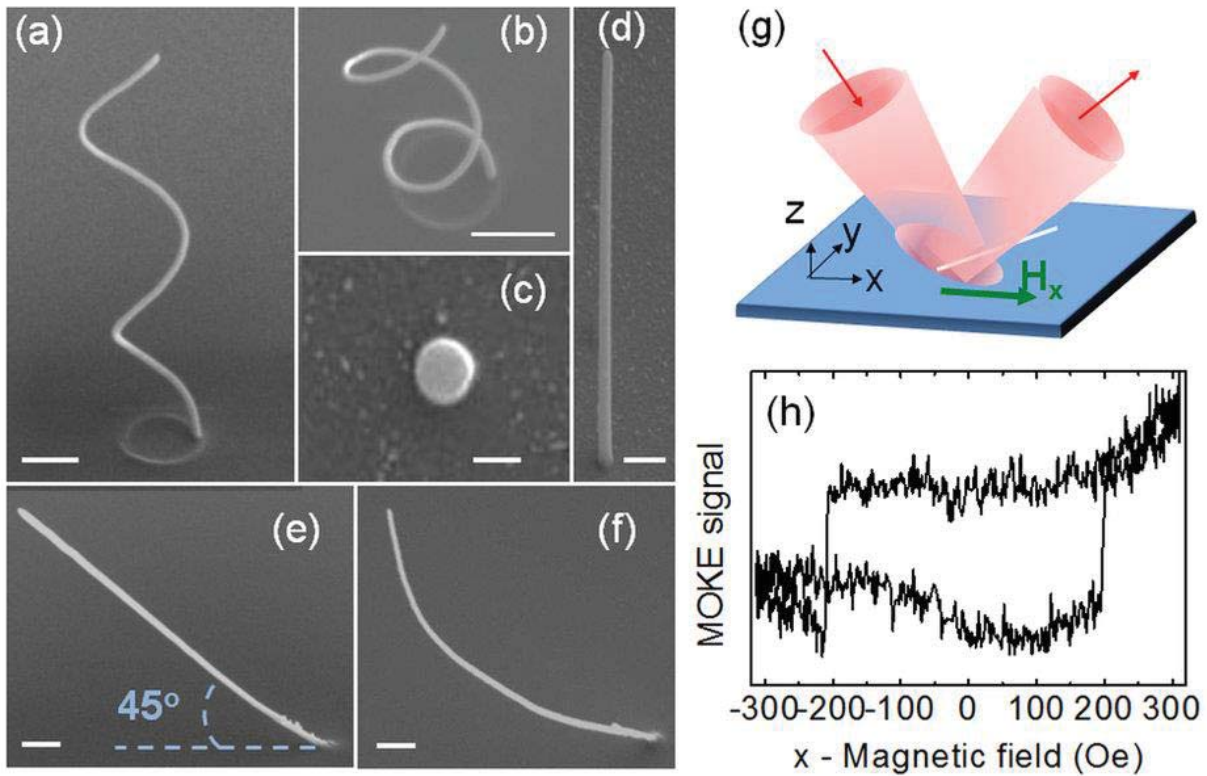 (a)
(b)
(c)
(d)
(e)
45°
(f)
(g)
z
y
x
Hx
(h)
MOKE signal
-300 -200 -100 0 100 200 300
x - Magnetic field (Oe)